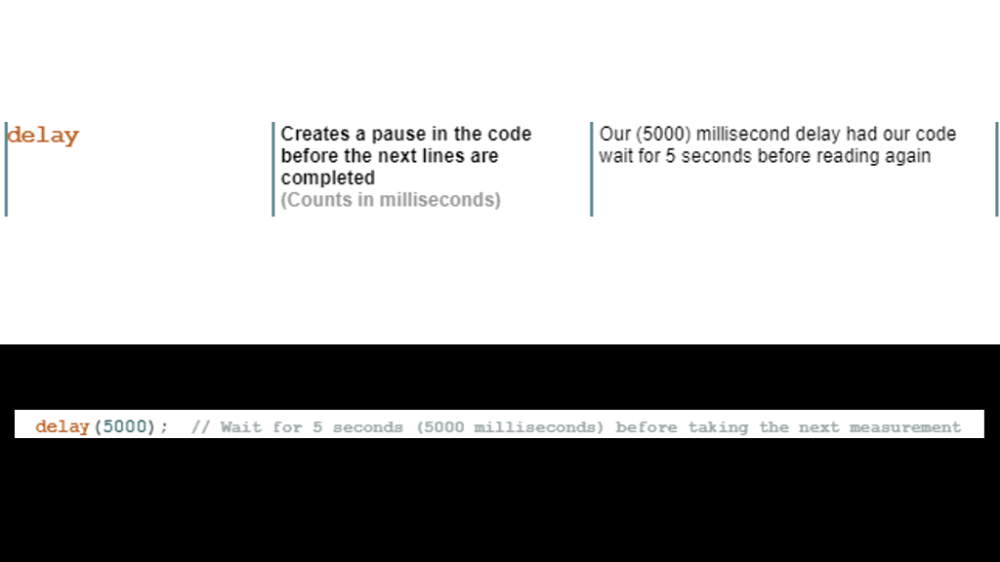 delay
Creates a pause in the code
before the next lines are
completed
(Counts in milliseconds)
Our (5000) millisecond delay had our code
wait for 5 seconds before reading again
delay(5000);  // Wait for 5 seconds (5000 milliseconds) before taking the next measurement